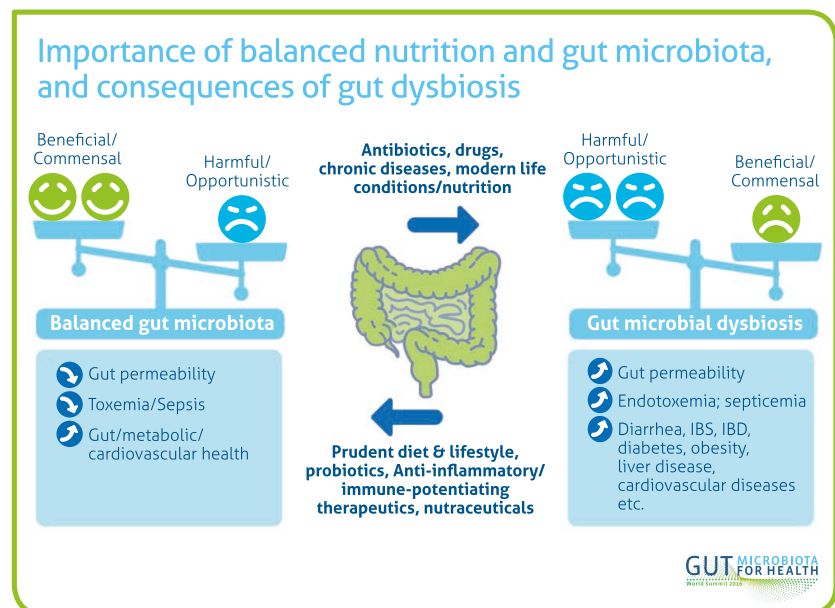 Importance of balanced nutrition and gut microbiota,
and consequences of gut dysbiosis
Beneficial/
Commensal
Harmful/
Opportunistic
Balanced gut microbiota
Gut permeability
Toxemia/Sepsis
Gut/metabolic/
cardiovascular health
Antibiotics, drugs,
chronic diseases, modern life
conditions/nutrition
Prudent diet & lifestyle,
probiotics, Anti-inflammatory/
immune-potentiating
therapeutics, nutraceuticals
Harmful/
Opportunistic
Beneficial/
Commensal
Gut microbial dysbiosis
Gut permeability
Endotoxemia; septicemia
Diarrhea, IBS, IBD,
diabetes, obesity,
liver disease,
cardiovascular diseases
etc.
GUT MICROBIOTA
FOR HEALTH
World Summit 2016